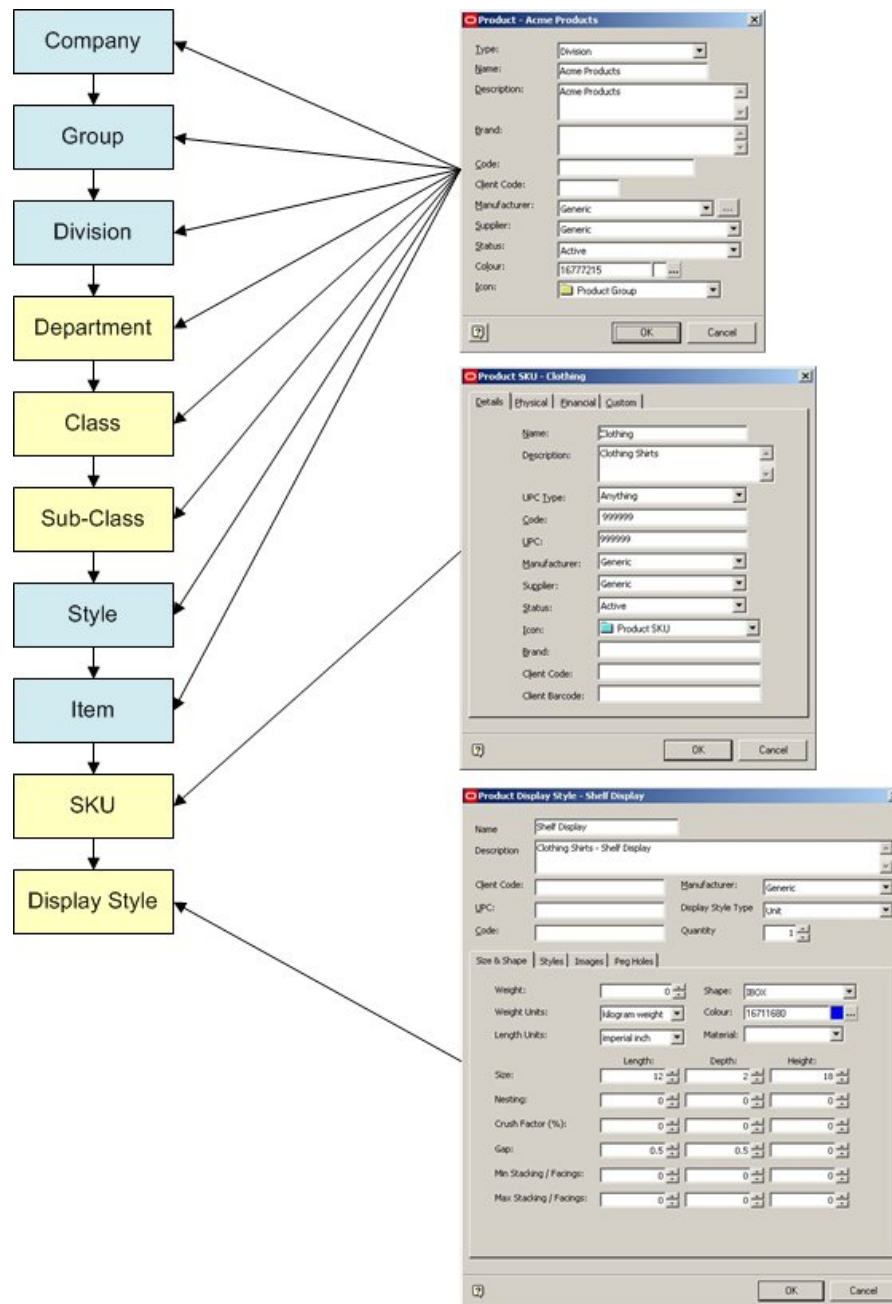 Company
Group
Division
Department
Class
Sub-Class
Style
Item
SKU
Display Style
Product - Acme Products
Type: Division
Name: Acme Products
Description: Acme Products
Brand:
Code:
Client Code:
Manufacturer: Generic ...
Supplier: Generic
Status: Active
Colour: 16777215 ...
Icon: Product Group
OK Cancel
Product SKU - Clothing
Details Physical Financial Custom
Name: Clothing
Description: Clothing Shirts
UPC Type: Anything
Code: 999999
UPC: 999999
Manufacturer: Generic
Supplier: Generic
Status: Active
Icon: Product SKU
Brand:
Client Code:
Client Barcode:
OK Cancel
Product Display Style - Shelf Display
Name Shelf Display
Description Clothing Shirts - Shelf Display
Client Code: Manufacturer: Generic
UPC: Display Style Type Unit
Code: Quantity 1
Size & Shape Styles Images Peg Holes
Weight: 0 Shape: IBOX
Weight Units: kilogram weight Colour: 16711680 ...
Length Units: imperial inch Material:
Length: Depth: Height:
Size: 12 2 18
Nesting: 0 0 0
Crush Factor (%): 0 0 0
Gap: 0.5 0.5 0
Min Stacking / Facings: 0 0 0
Max Stacking / Facings: 0 0 0
OK Cancel